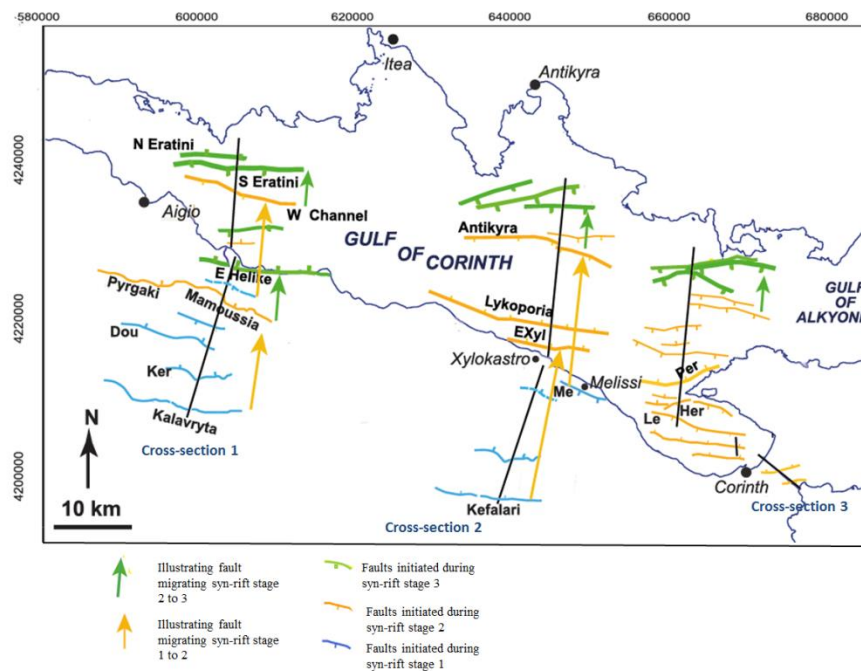 580000 600000 620000 640000 660000 680000
Itea
Antikyra
4240000
N Eratini
S Eratini
Aigio
W Channel
Antikyra
GULF
OF
CORINTH
GULF
OF
ALKYONI
E Helike
Pyrgaki
Mamoussia
4220000
Lykoporia
EXyl
Dou
Xylokastro
Per
Ker
Me
Melissi
Kalavryta
Le
Her
N
Cross-section 1
4200000
Corinth
Kefalari
Cross-section 3
10 km
Cross-section 2
Illustrating fault
migrating syn-rift stage
2 to 3
Illustrating fault
migrating syn-rift stage
1 to 2
Faults initiated during
syn-rift stage 3
Faults initiated during
syn-rift stage 2
Faults initiated during
syn-rift stage 1